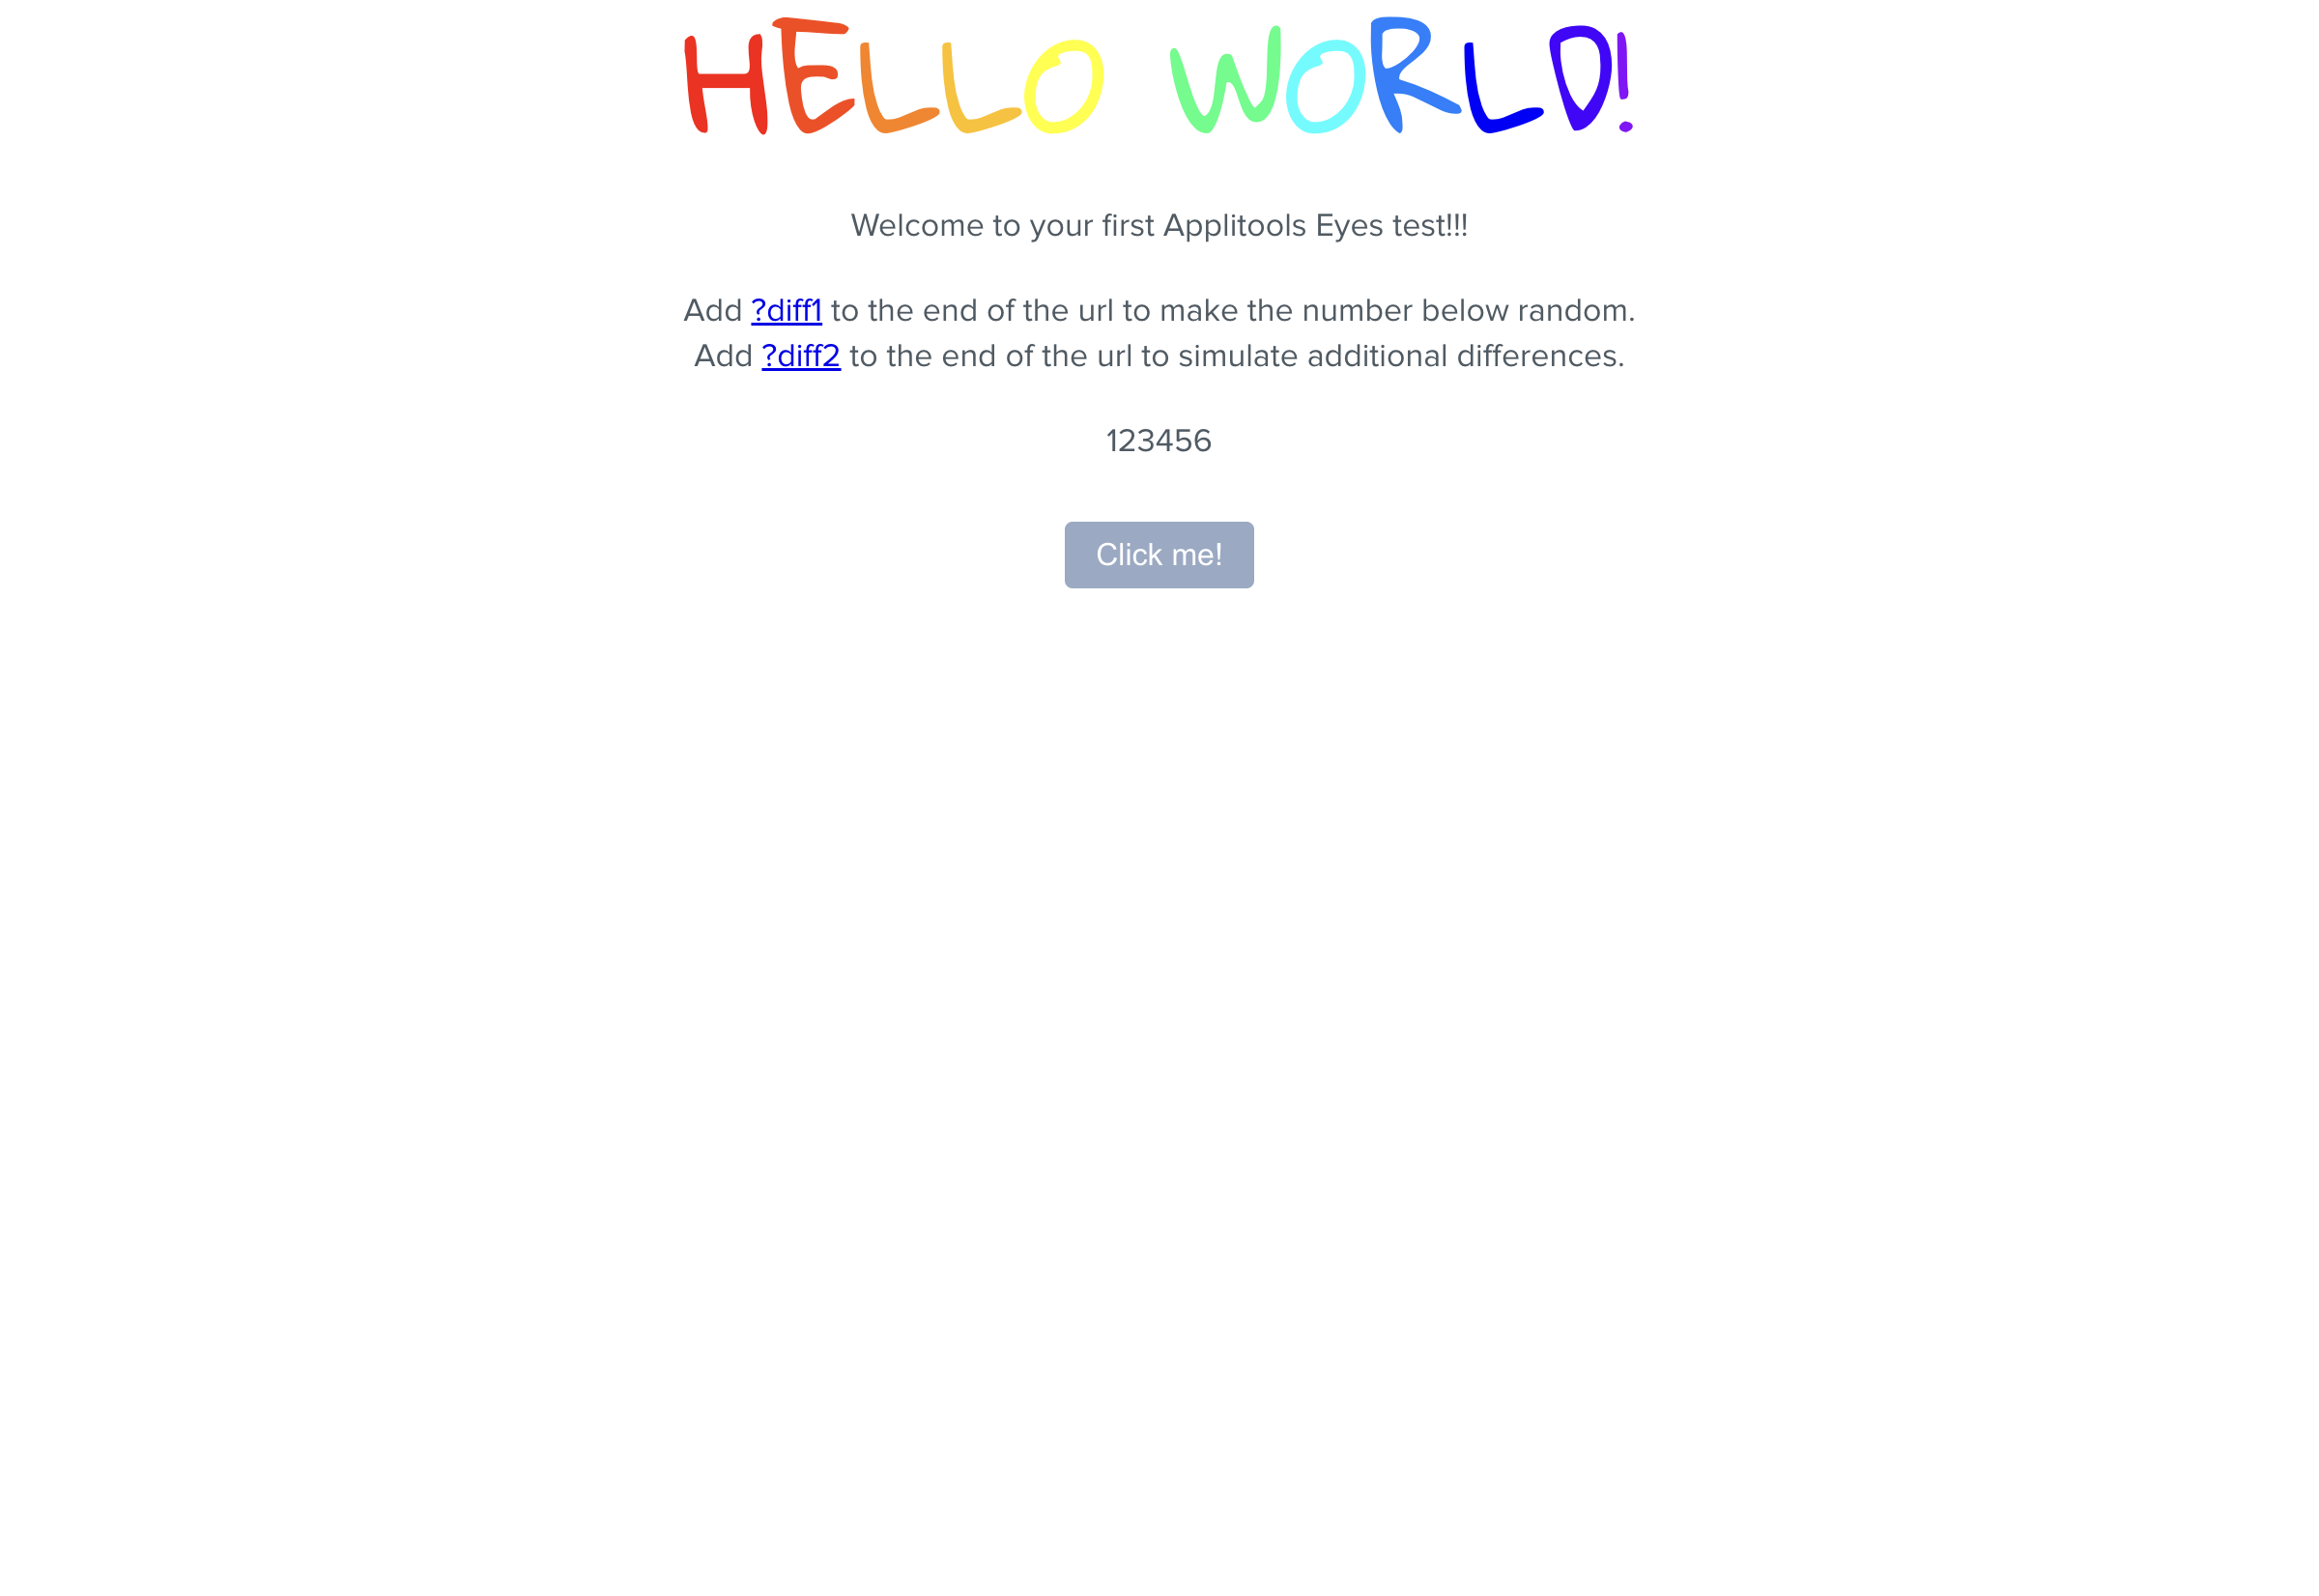 HELLO WORLD!
Welcome to your first Applitools Eyes test!!!
Add ?diff1 to the end of the url to make the number below random.
Add ?diff2 to the end of the url to simulate additional differences.
123456
Click me!